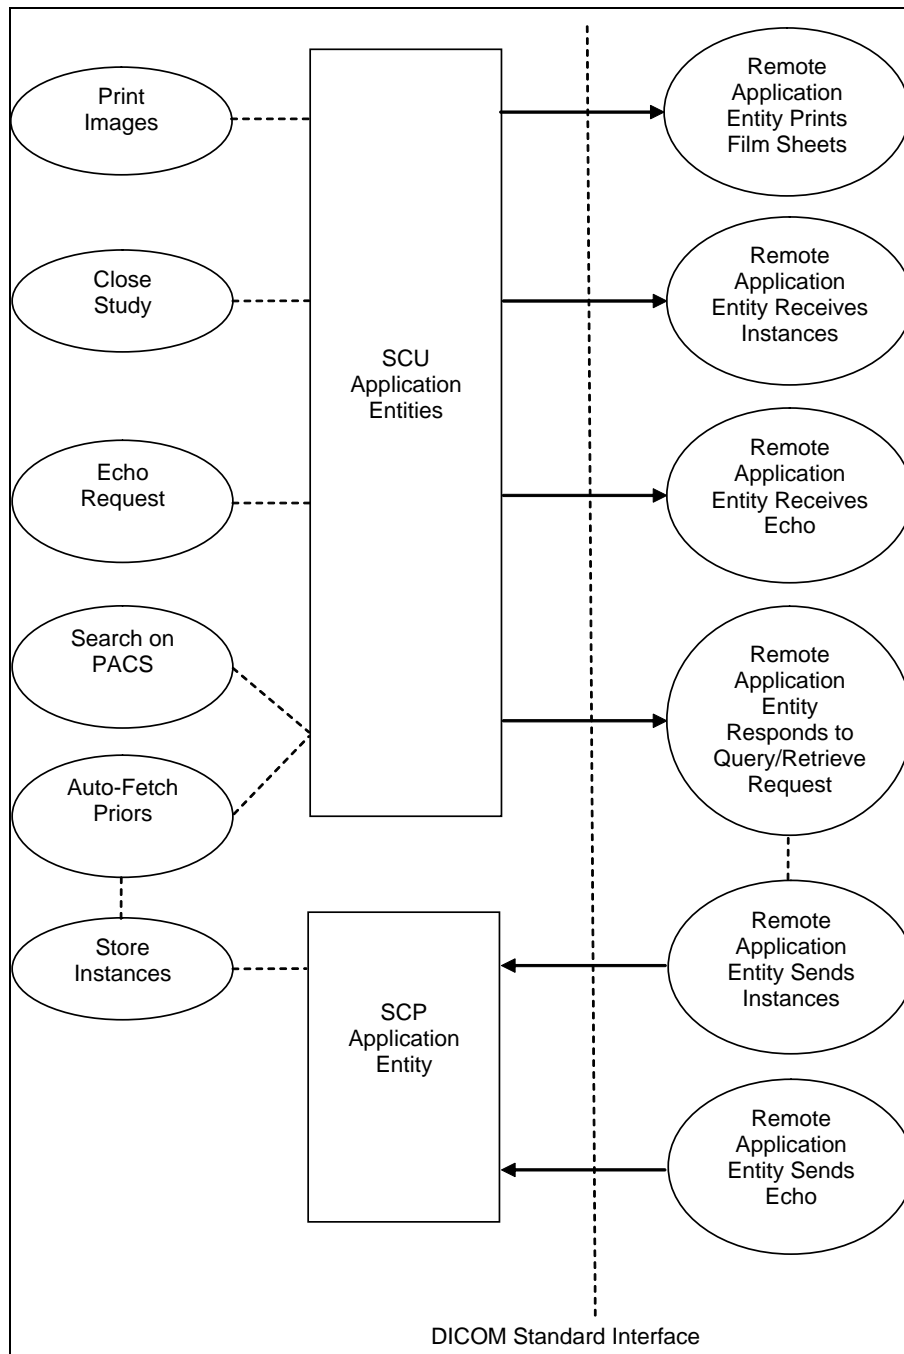 Print
Images
Close
Study
Echo
Request
Search on
PACS
Auto-Fetch
Priors
Store
Instances
SCU
Application
Entities
SCP
Application
Entity
Remote
Application
Entity Prints
Film Sheets
Remote
Application
Entity Receives
Instances
Remote
Application
Entity Receives
Echo
Remote
Application
Entity
Responds to
Query/Retrieve
Request
Remote
Application
Entity Sends
Instances
Remote
Application
Entity Sends
Echo
DICOM Standard Interface